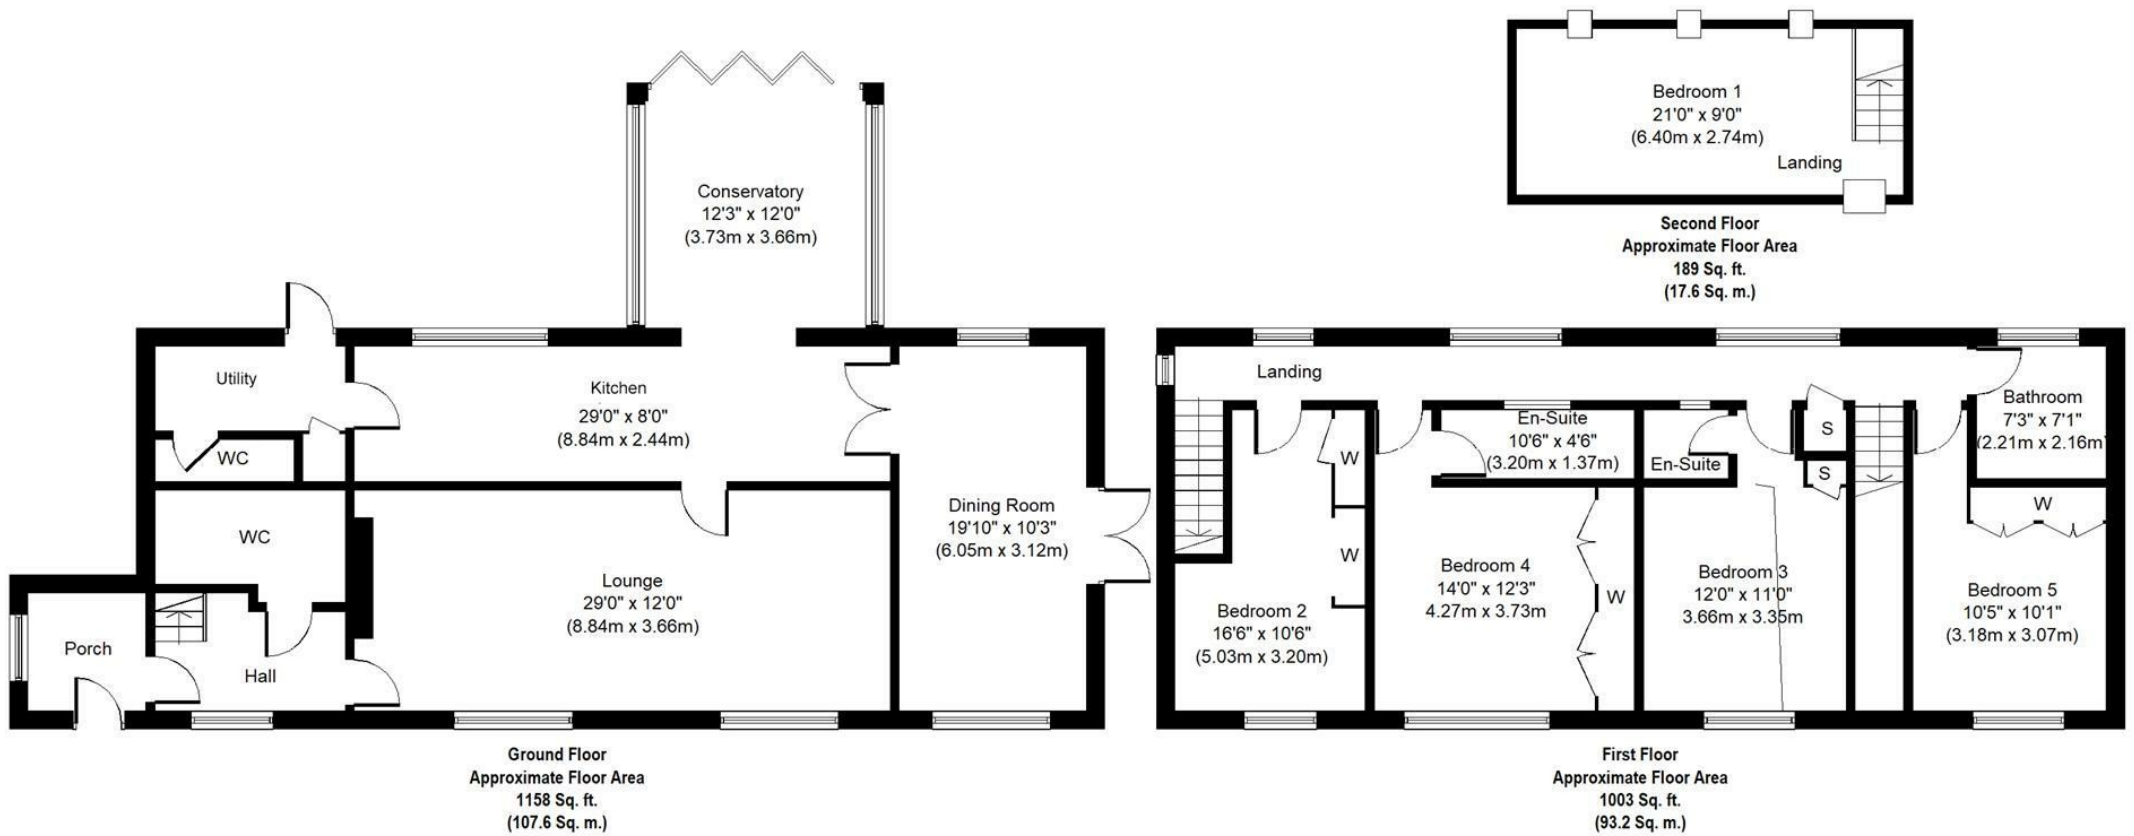 Bedroom 1
21'0" x 9'0"
(6.40m x 2.74m)
Landing
Second Floor
Approximate Floor Area
189 Sq. ft.
(17.6 Sq. m.)
Conservatory
12'3" x 12'0"
(3.73m x 3.66m)
Utility
WC
Kitchen
29'0" x 8'0"
(8.84m x 2.44m)
WC
Lounge
29'0" x 12'0"
(8.84m x 3.66m)
Dining Room
19'10" x 10'3"
(6.05m x 3.12m)
Porch
Hall
Ground Floor
Approximate Floor Area
1158 Sq. ft.
(107.6 Sq. m.)
Landing
Bathroom
7'3" x 7'1"
(2.21m x 2.16m
En-Suite
10'6" x 4'6"
(3.20m x 1.37m)
En-Suite
S
S
W
W
W
W
Bedroom 2
16'6" x 10'6"
(5.03m x 3.20m)
Bedroom 4
14'0" x 12'3"
4.27m x 3.73m
Bedroom 3
12'0" x 11'0"
3.66m x 3.35m
Bedroom 5
10'5" x 10'1"
(3.18m x 3.07m)
First Floor
Approximate Floor Area
1003 Sq. ft.
(93.2 Sq. m.)